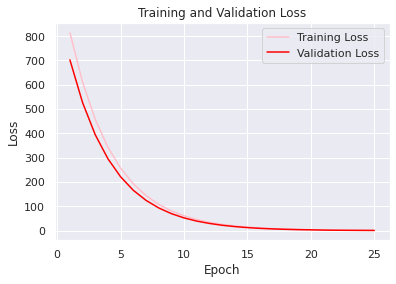 Training and Validation Loss
Training Loss
Validation Loss
800
700
600
500
400
300
200
100
0
Loss
0 5 10 15 20 25
Epoch